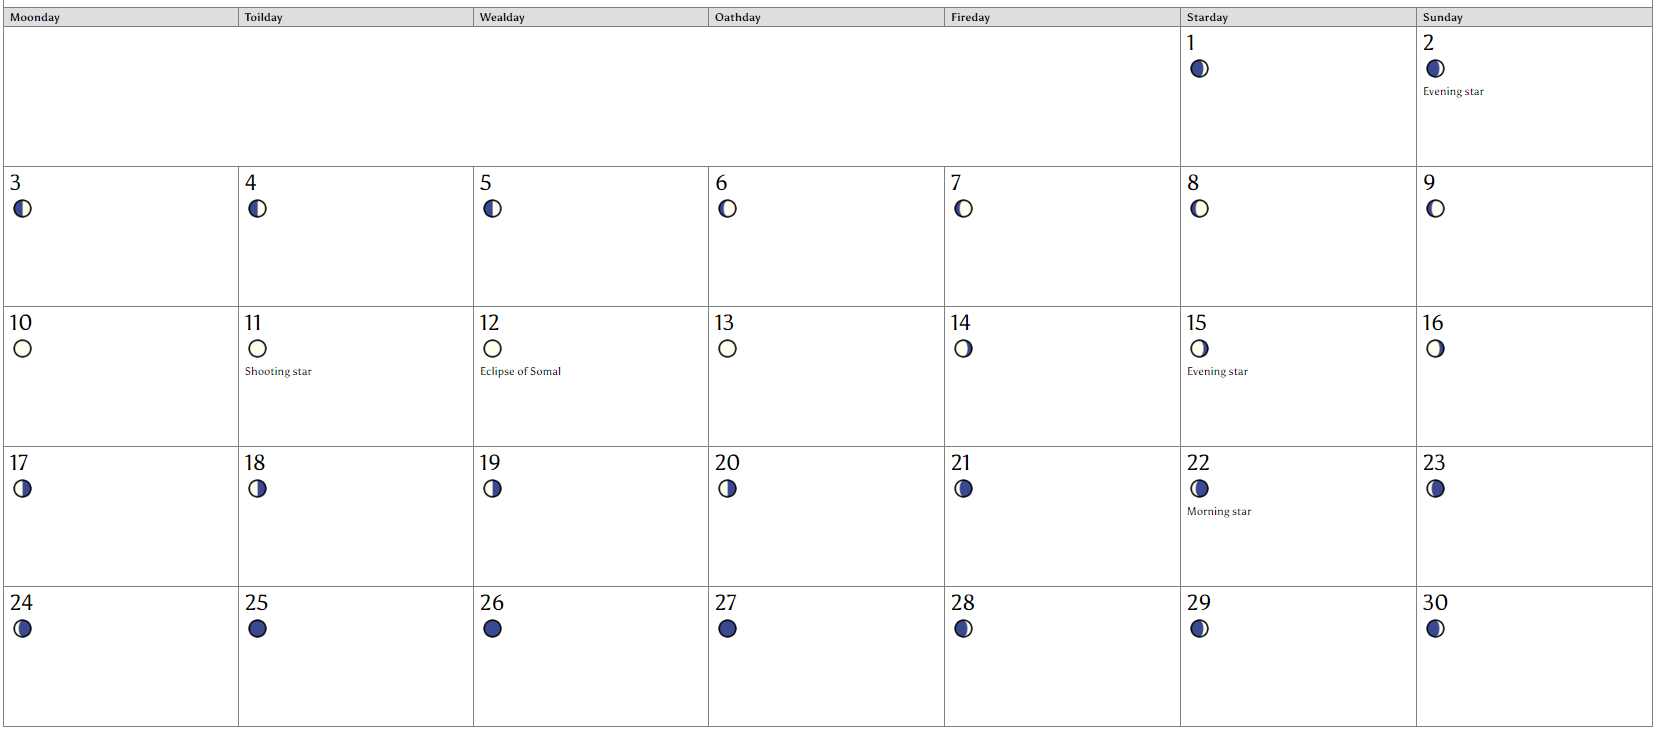 Moonday Toilday Wealday Oathday Fireday Starday Sunday
1 2
Evening star
3 4 5 6 7 8 9
10 11 12 13 14 15 16
Shooting star Eclipse of Somal Evening star
17 18 19 20 21 22 23
Morning star
24 25 26 27 28 29 30